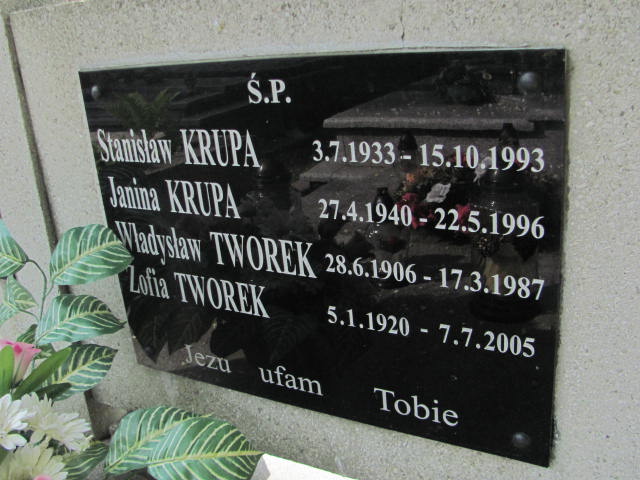 Ś.P.
Stanisław KRUPA 3.7.1933 - 15.10.1993
Janina KRUPA 27.4.1940 - 22.5.1996
Władysław TWOREK 28.6.1906 - 17.3.1987
Zofia TWOREK 5.1.1920 - 7.7.2005
Jezu ufam Tobie